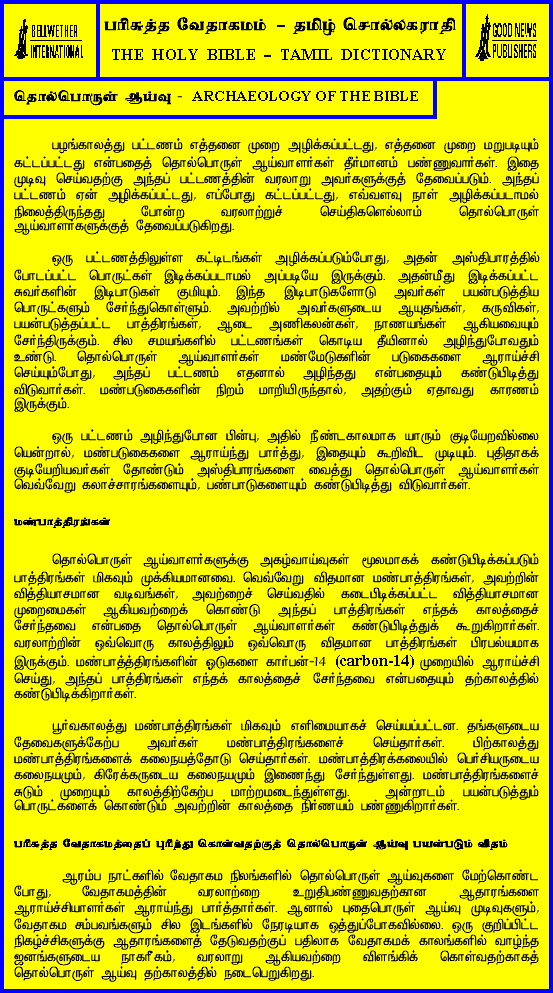 BELLWETHER
INTERNATIONAL
பரிசுத்த வேதாகமம் – தமிழ் சொல்லகராதி
THE HOLY BIBLE – TAMIL DICTIONARY
GOOD NEWS
PUBLISHERS
தொல்பொருள் ஆய்வு - ARCHAEOLOGY OF THE BIBLE
பழங்காலத்து பட்டணம் எத்தனை முறை அழிக்கப்பட்டது, எத்தனை முறை மறுபடியும்
கட்டப்பட்டது என்பதைத் தொல்பொருள் ஆய்வாளர்கள் தீர்மானம் பண்ணுவார்கள். இதை
முடிவு செய்வதற்கு அந்தப் பட்டணத்தின் வரலாறு அவர்களுக்குத் தேவைப்படும். அந்தப்
பட்டணம் ஏன் அழிக்கப்பட்டது, எப்போது கட்டப்பட்டது, எவ்வளவு நாள் அழிக்கப்படாமல்
நிலைத்திருந்தது போன்ற வரலாற்றுச் செய்திகளெல்லாம் தொல்பொருள்
ஆய்வாளர்களுக்குத் தேவைப்படுகிறது.
ஒரு பட்டணத்திலுள்ள கட்டிடங்கள் அழிக்கப்படும்போது, அதன் அஸ்திபாரத்தில்
போடப்பட்ட பொருட்கள் இடிக்கப்படாமல் அப்படியே இருக்கும். அதன்மீது இடிக்கப்பட்ட
சுவர்களின் இடிபாடுகள் குமியும். இந்த இடிபாடுகளோடு அவர்கள் பயன்படுத்திய
பொருட்களும் சேர்ந்துகொள்ளும். அவற்றில் அவர்களுடைய ஆயுதங்கள், கருவிகள்,
பயன்படுத்தப்பட்ட பாத்திரங்கள், ஆடை அணிகலன்கள், நாணயங்கள் ஆகியவையும்
சேர்ந்திருக்கும். சில சமயங்களில் பட்டணங்கள் கொடிய தீயினால் அழிந்துபோவதும்
உண்டு. தொல்பொருள் ஆய்வாளர்கள் மண்மேடுகளின் படுகைகளை ஆராய்ச்சி
செய்யும்போது, அந்தப் பட்டணம் எதனால் அழிந்தது என்பதையும் கண்டுபிடித்து
விடுவார்கள். மண்படுகைகளின் நிறம் மாறியிருந்தால், அதற்கும் ஏதாவது காரணம்
இருக்கும்.
ஒரு பட்டணம் அழிந்துபோன பின்பு, அதில் நீண்டகாலமாக யாரும் குடியேறவில்லை
யென்றால், மண்படுகைகளை ஆராய்ந்து பார்த்து, இதையும் கூறிவிட முடியும். புதிதாகக்
குடியேறியவர்கள் தோண்டும் அஸ்திபாரங்களை வைத்து தொல்பொருள் ஆய்வாளர்கள்
வெவ்வேறு கலாச்சாரங்களையும், பண்பாடுகளையும் கண்டுபிடித்து விடுவார்கள்.
மண்பாத்திரங்கள்
தொல்பொருள் ஆய்வாளர்களுக்கு அகழ்வாய்வுகள் மூலமாகக் கண்டுபிடிக்கப்படும்
பாத்திரங்கள் மிகவும் முக்கியமானவை. வெவ்வேறு விதமான மண்பாத்திரங்கள், அவற்றின்
வித்தியாசமான வடிவங்கள், அவற்றைச் செய்வதில் கடைபிடிக்கப்பட்ட வித்தியாசமான
முறைமைகள் ஆகியவற்றைக் கொண்டு அந்தப் பாத்திரங்கள் எந்தக் காலத்தைச்
சேர்ந்தவை என்பதை தொல்பொருள் ஆய்வாளர்கள் கண்டுபிடித்துக் கூறுகிறார்கள்.
வரலாற்றின் ஒவ்வொரு காலத்திலும் ஒவ்வொரு விதமான பாத்திரங்கள் பிரபல்யமாக
இருக்கும். மண்பாத்த்திரங்களின் ஓடுகளை கார்பன்-14 (carbon-14) முறையில் ஆராய்ச்சி
செய்து, அந்தப் பாத்திரங்கள் எந்தக் காலத்தைச் சேர்ந்தவை என்பதையும் தற்காலத்தில்
கண்டுபிடிக்கிறார்கள்.
பூர்வகாலத்து மண்பாத்திரங்கள் மிகவும் எளிமையாகச் செய்யப்பட்டன. தங்களுடைய
தேவைகளுக்கேற்ப அவர்கள் மண்பாத்திரங்களைச் செய்தார்கள். பிற்காலத்து
மண்பாத்திரங்களைக் கலைநயத்தோடு செய்தார்கள். மண்பாத்திரக்கலையில் பெர்சியருடைய
கலைநயமும், கிரேக்கருடைய கலைநயமும் இணைந்து சேர்ந்துள்ளது. மண்பாத்திரங்களைச்
சுடும் முறையும் காலத்திற்கேற்ப மாற்றமடைந்துள்ளது. அன்றாடம் பயன்படுத்தும்
பொருட்களைக் கொண்டும் அவற்றின் காலத்தை நிர்ணயம் பண்ணுகிறார்கள்.
பரிசுத்த வேதாகமத்தைப் புரிந்து கொள்வதற்குத் தொல்பொருள் ஆய்வு பயன்படும் விதம்
ஆரம்ப நாட்களில் வேதாகம நிலங்களில் தொல்பொருள் ஆய்வுகளை மேற்கொண்ட
போது, வேதாகமத்தின் வரலாற்றை உறுதிபண்ணுவதற்கான ஆதாரங்களை
ஆராய்ச்சியாளர்கள் ஆராய்ந்து பார்த்தார்கள். ஆனால் புதைபொருள் ஆய்வு முடிவுகளும்,
வேதாகம சம்பவங்களும் சில இடங்களில் நேரடியாக ஒத்துப்போகவில்லை. ஒரு குறிப்பிட்ட
நிகழ்ச்சிகளுக்கு ஆதாரங்களைத் தேடுவதற்குப் பதிலாக வேதாகமக் காலங்களில் வாழ்ந்த
ஜனங்களுடைய நாகரீகம், வரலாறு ஆகியவற்றை விளங்கிக் கொள்வதற்காகத்
தொல்பொருள் ஆய்வு தற்காலத்தில் நடைபெறுகிறது.